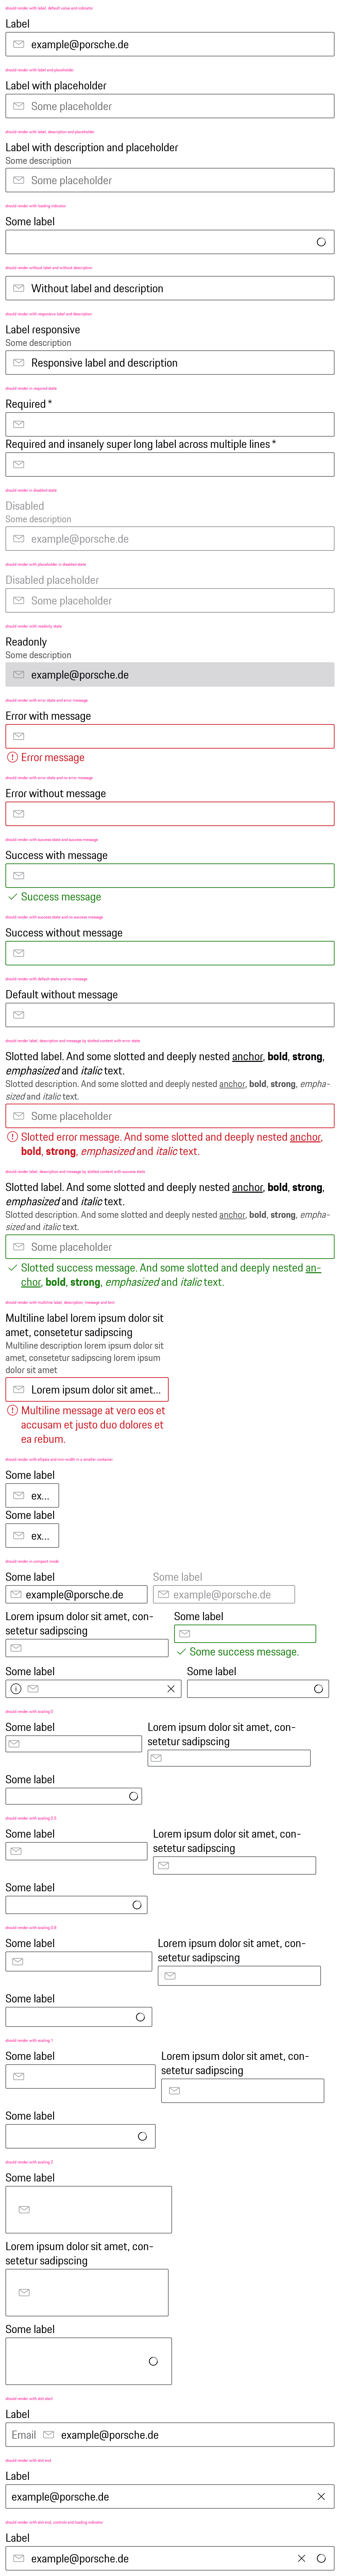 should render with label, default value and indicator
Label
example@porsche.de
should render with label and placeholder
Label with placeholder
Some placeholder
should render with label, description and placeholder
Label with description and placeholder
Some description
Some placeholder
should render with loading indicator
Some label
should render without label and without description
Without label and description
should render with responsive label and description
Label responsive
Some description
Responsive label and description
should render in required state
Required *
Required and insanely super long label across multiple lines *
should render in disabled state
Disabled
Some description
example@porsche.de
should render with placeholder in disabled state
Disabled placeholder
Some placeholder
should render with readonly state
Readonly
Some description
example@porsche.de
should render with error state and error message
Error with message
Error message
should render with error state and no error message
Error without message
should render with success state and success message
Success with message
Success message
should render with success state and no success message
Success without message
should render with default state and no message
Default without message
should render label, description and message by slotted content with error state
Slotted label. And some slotted and deeply nested anchor, bold, strong,
emphasized and italic text.
Slotted description. And some slotted and deeply nested anchor, bold, strong, empha-
sized and italic text.
Some placeholder
Slotted error message. And some slotted and deeply nested anchor,
bold, strong, emphasized and italic text.
should render label, description and message by slotted content with success state
Slotted label. And some slotted and deeply nested anchor, bold, strong,
emphasized and italic text.
Slotted description. And some slotted and deeply nested anchor, bold, strong, empha-
sized and italic text.
Some placeholder
Slotted success message. And some slotted and deeply nested an-
chor, bold, strong, emphasized and italic text.
should render with multiline label, description, message and text
Multiline label lorem ipsum dolor sit
amet, consetetur sadipscing
Multiline description lorem ipsum dolor sit
amet, consetetur sadipscing lorem ipsum
dolor sit amet
Lorem ipsum dolor sit amet...
Multiline message at vero eos et
accusam et justo duo dolores et
ea rebum.
should render with ellipsis and min-width in a smaller container
Some label
ex...
Some label
ex...
should render in compact mode
Some label
example@porsche.de
Some label
example@porsche.de
Lorem ipsum dolor sit amet, con-
setetur sadipscing
Some label
Some success message.
Some label
Some label
should render with scaling 0
Some label
Lorem ipsum dolor sit amet, con-
setetur sadipscing
Some label
should render with scaling 0.5
Some label
Lorem ipsum dolor sit amet, con-
setetur sadipscing
Some label
should render with scaling 0.8
Some label
Lorem ipsum dolor sit amet, con-
setetur sadipscing
Some label
should render with scaling 1
Some label
Lorem ipsum dolor sit amet, con-
setetur sadipscing
Some label
should render with scaling 2
Some label
Lorem ipsum dolor sit amet, con-
setetur sadipscing
Some label
should render with slot start
Label
Email
example@porsche.de
should render with slot end
Label
example@porsche.de
should render with slot end, controls and loading indicator
Label
example@porsche.de